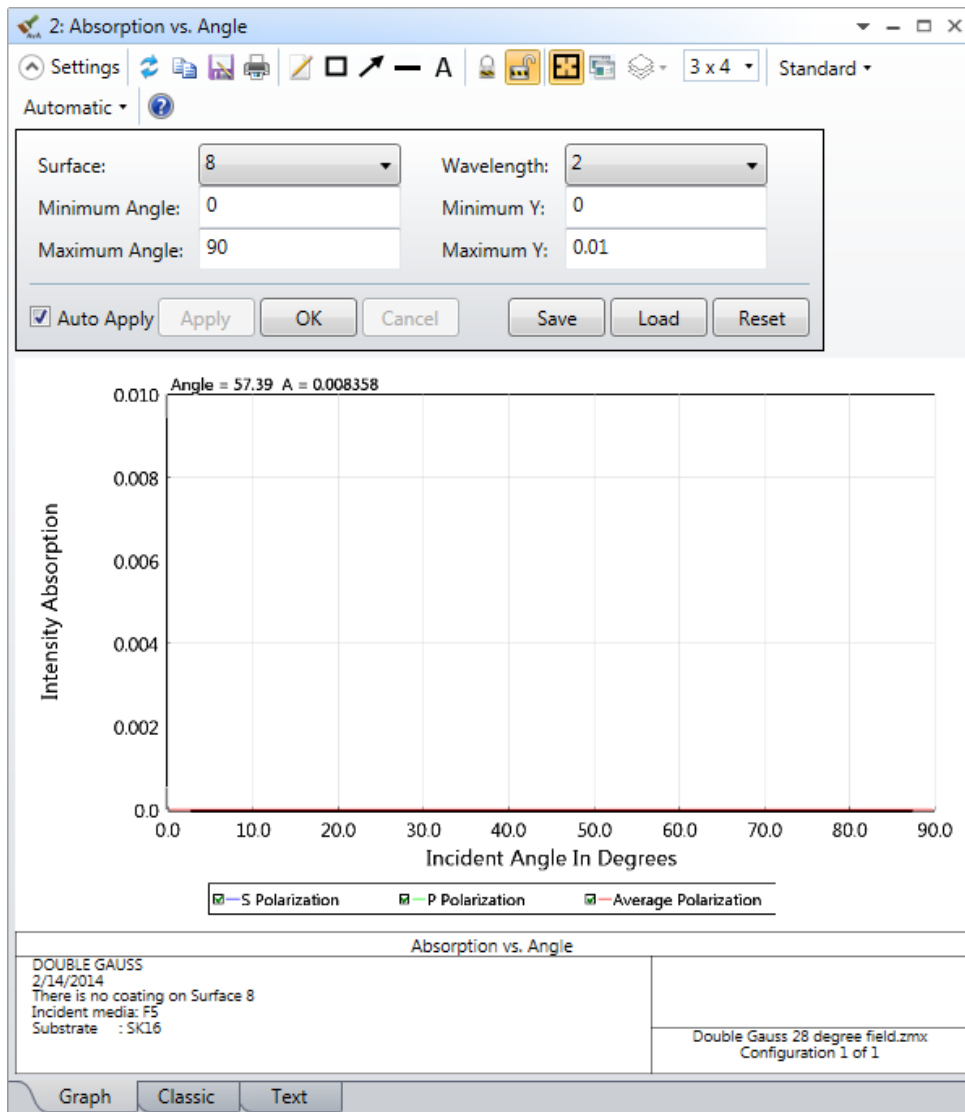 2: Absorption vs. Angle
Settings A 3 x 4 Standard
Automatic ?
Surface: 8 Wavelength: 2
Minimum Angle: 0 Minimum Y: 0
Maximum Angle: 90 Maximum Y: 0.01
Auto Apply Apply OK Cancel Save Load Reset
Angle = 57.39 A = 0.008358
0.010
0.008
0.006
0.004
0.002
0.0
Intensity Absorption
0.0 10.0 20.0 30.0 40.0 50.0 60.0 70.0 80.0 90.0
Incident Angle In Degrees
S Polarization P Polarization Average Polarization
Absorption vs. Angle
DOUBLE GAUSS
2/14/2014
There is no coating on Surface 8
Incident media: F5
Substrate : SK16
Double Gauss 28 degree field.zmx
Configuration 1 of 1
Graph Classic Text